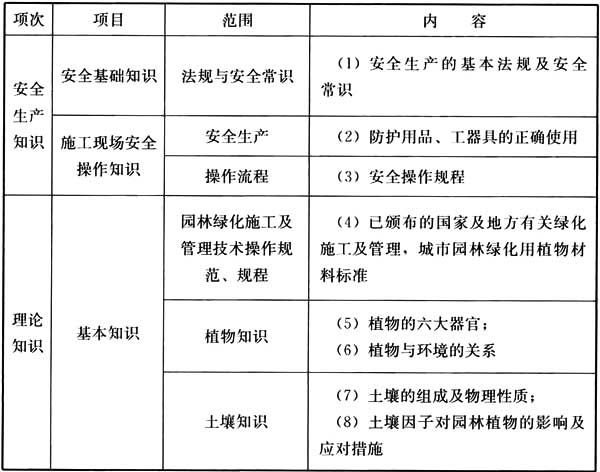 项次 项目 范围 内 容
安全
生产
知识
安全基础知识
法规与安全常识
（1）安全生产的基本法规及安全
常识
施工现场安全
操作知识
安全生产
（2）防护用品、工器具的正确使用
操作流程
（3）安全操作规程
理论
知识
基本知识
园林绿化施工及
管理技术操作规
范、规程
（4）已颁布的国家及地方有关绿化
施工及管理，城市园林绿化用植物材
料标准
植物知识
（5）植物的六大器官；
（6）植物与环境的关系
土壤知识
（7）土壤的组成及物理性质；
（8）土壤因子对园林植物的影响及
应对措施